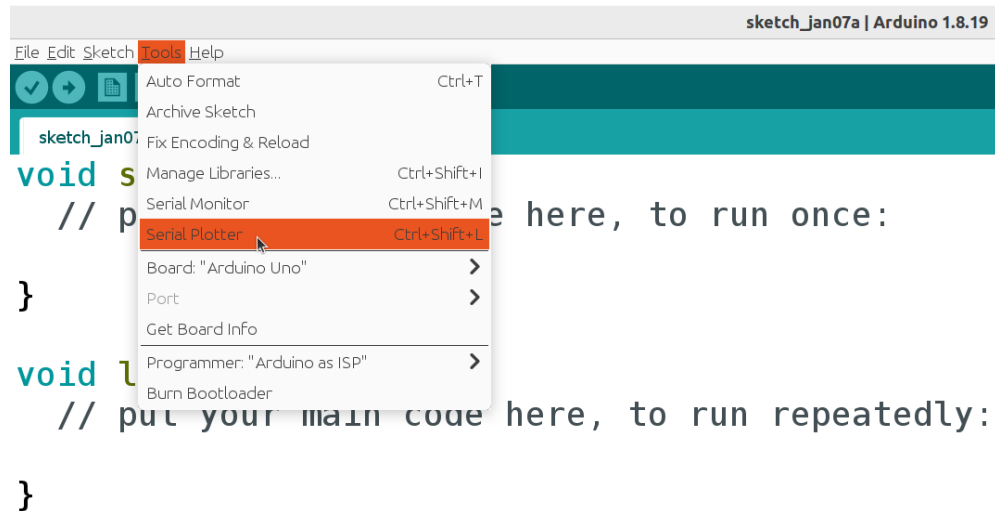 sketch_jan07a | Arduino 1.8.19
File Edit Sketch Tools Help
Auto Format Ctrl+T
Archive Sketch
sketch_jan07
Fix Encoding & Reload
Manage Libraries... Ctrl+Shift+I
Serial Monitor Ctrl+Shift+M
Serial Plotter Ctrl+Shift+L
Board: "Arduino Uno"
Port
Get Board Info
Programmer: "Arduino as ISP"
Burn Bootloader
void s
// p e here, to run once:
}
void l
// put your main code here, to run repeatedly:
}